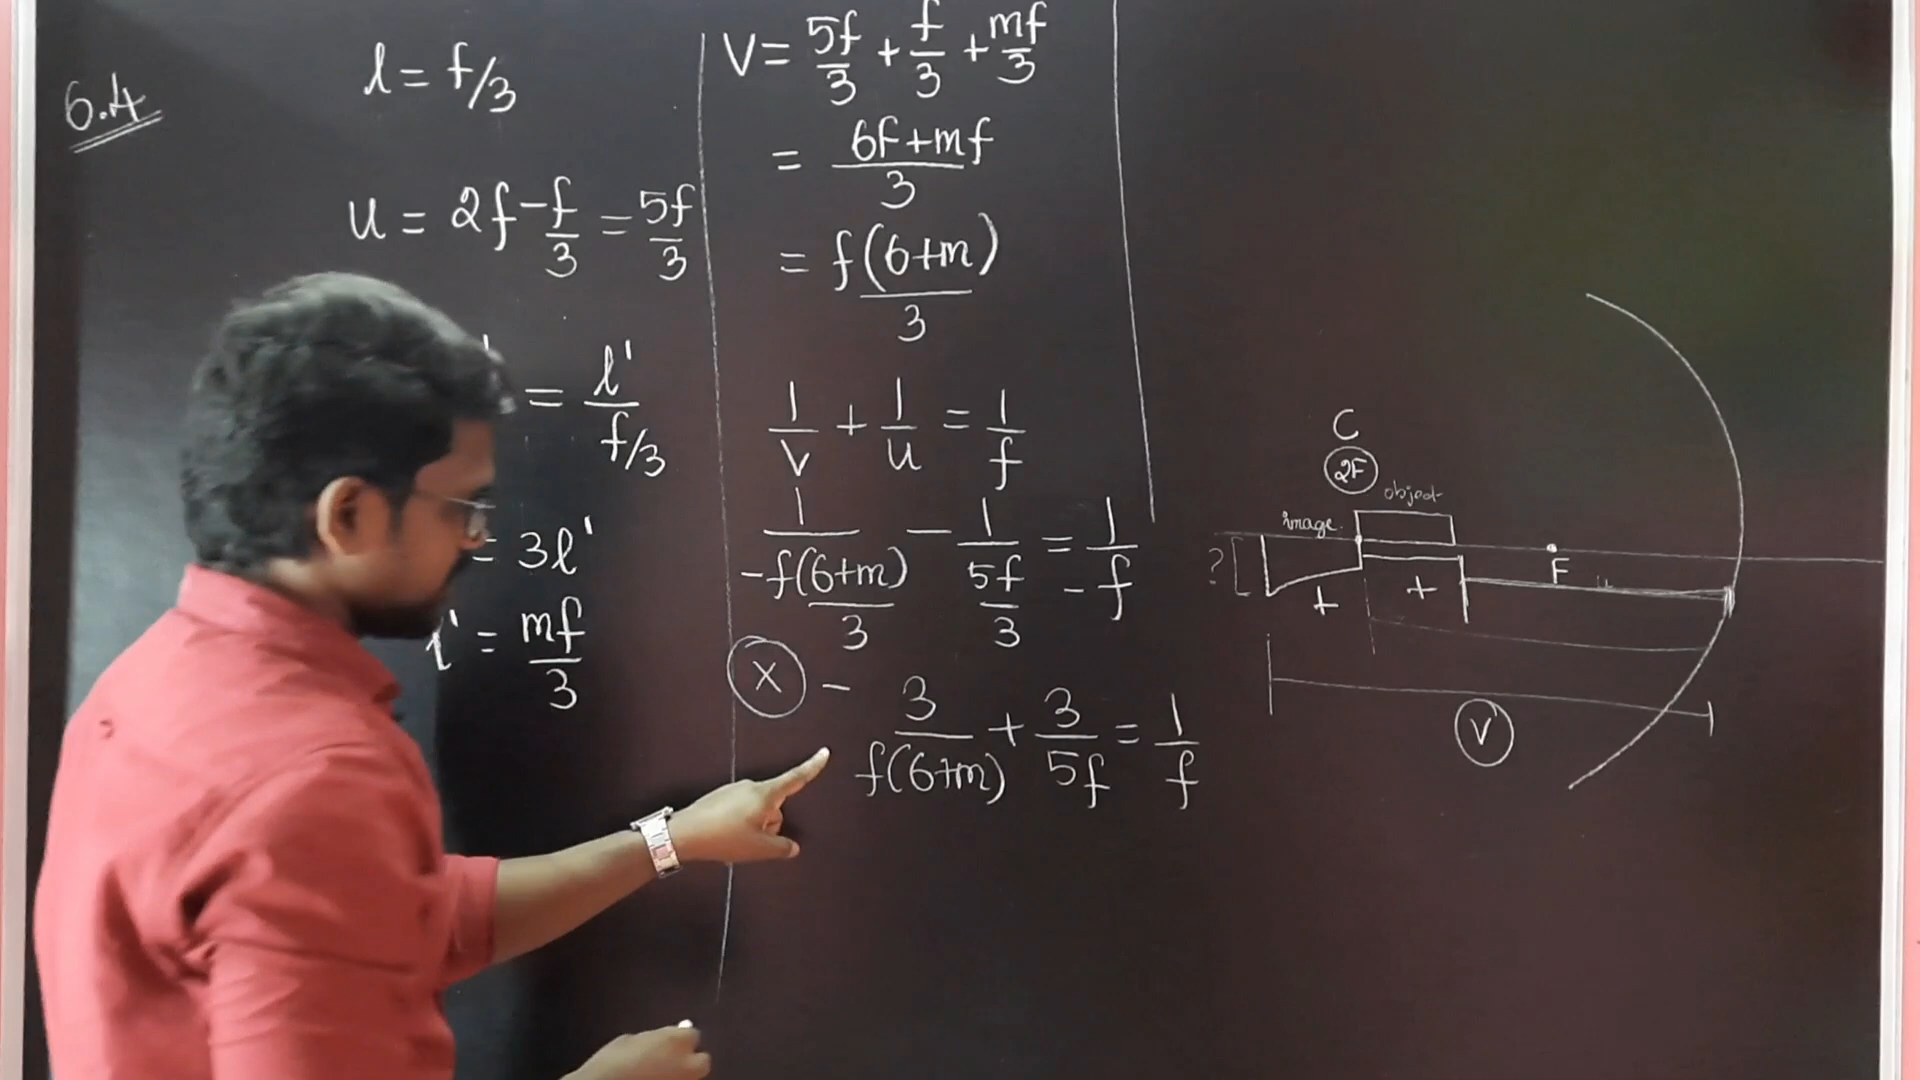 6.4
l = f/3
u = 2f - f/3 = 5f/3
= l'/f/3
= 3l'
l' = mf/3
V = 5f/3 + f/3 + mf/3
= 6f+mf/3
= f(6+m)/3
1/v + 1/u = 1/f
1/-f(6+m)/3 - 1/5f/3 = 1/-f
X - 3/f(6+m) + 3/5f = 1/f
C
2F
object
image
?[
F
u
+ +
V